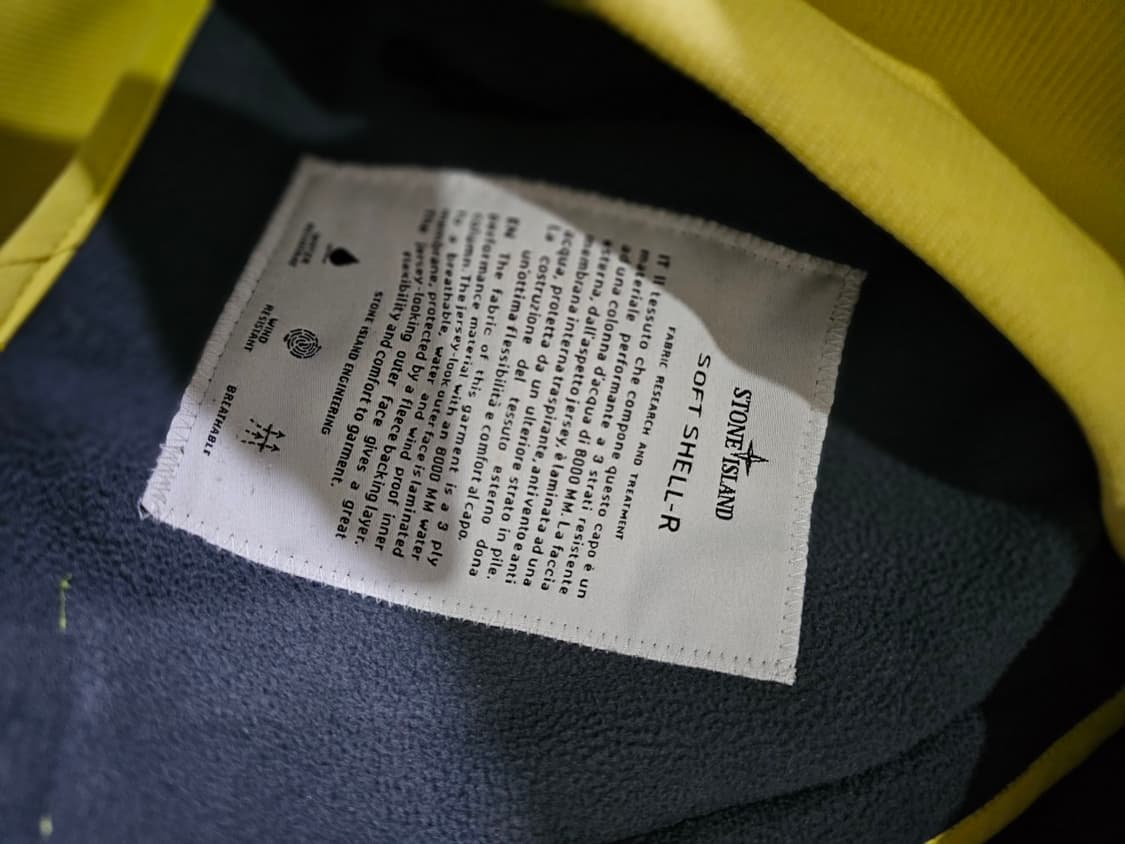 STONE ISLAND
SOFT SHELL-R
FABRIC RESEARCH AND TREATMENT
IT Il tessuto che compone questo capo è un
materiale performante a 3 strati resistente
ad una colonna d'acqua di 8000 MM. La faccia
esterna, dall'aspetto jersey, è laminata ad una
membrana interna traspirante, antivento e anti
acqua, protetta da un ulteriore strato in pile.
La costruzione del tessuto esterno dona
un'ottima flessibilità e comfort al capo.
EN The fabric of this garment is a 3 ply
performance material with an 8000 MM water
column. The jersey-look outer face is laminated
to a breathable, water and wind proof inner
membrane, protected by a fleece backing layer.
The jersey-looking outer face gives a great
flexibility and comfort to garment.
STONE ISLAND ENGINEERING
WATER
WIND
RESISTANT
BREATHABLE